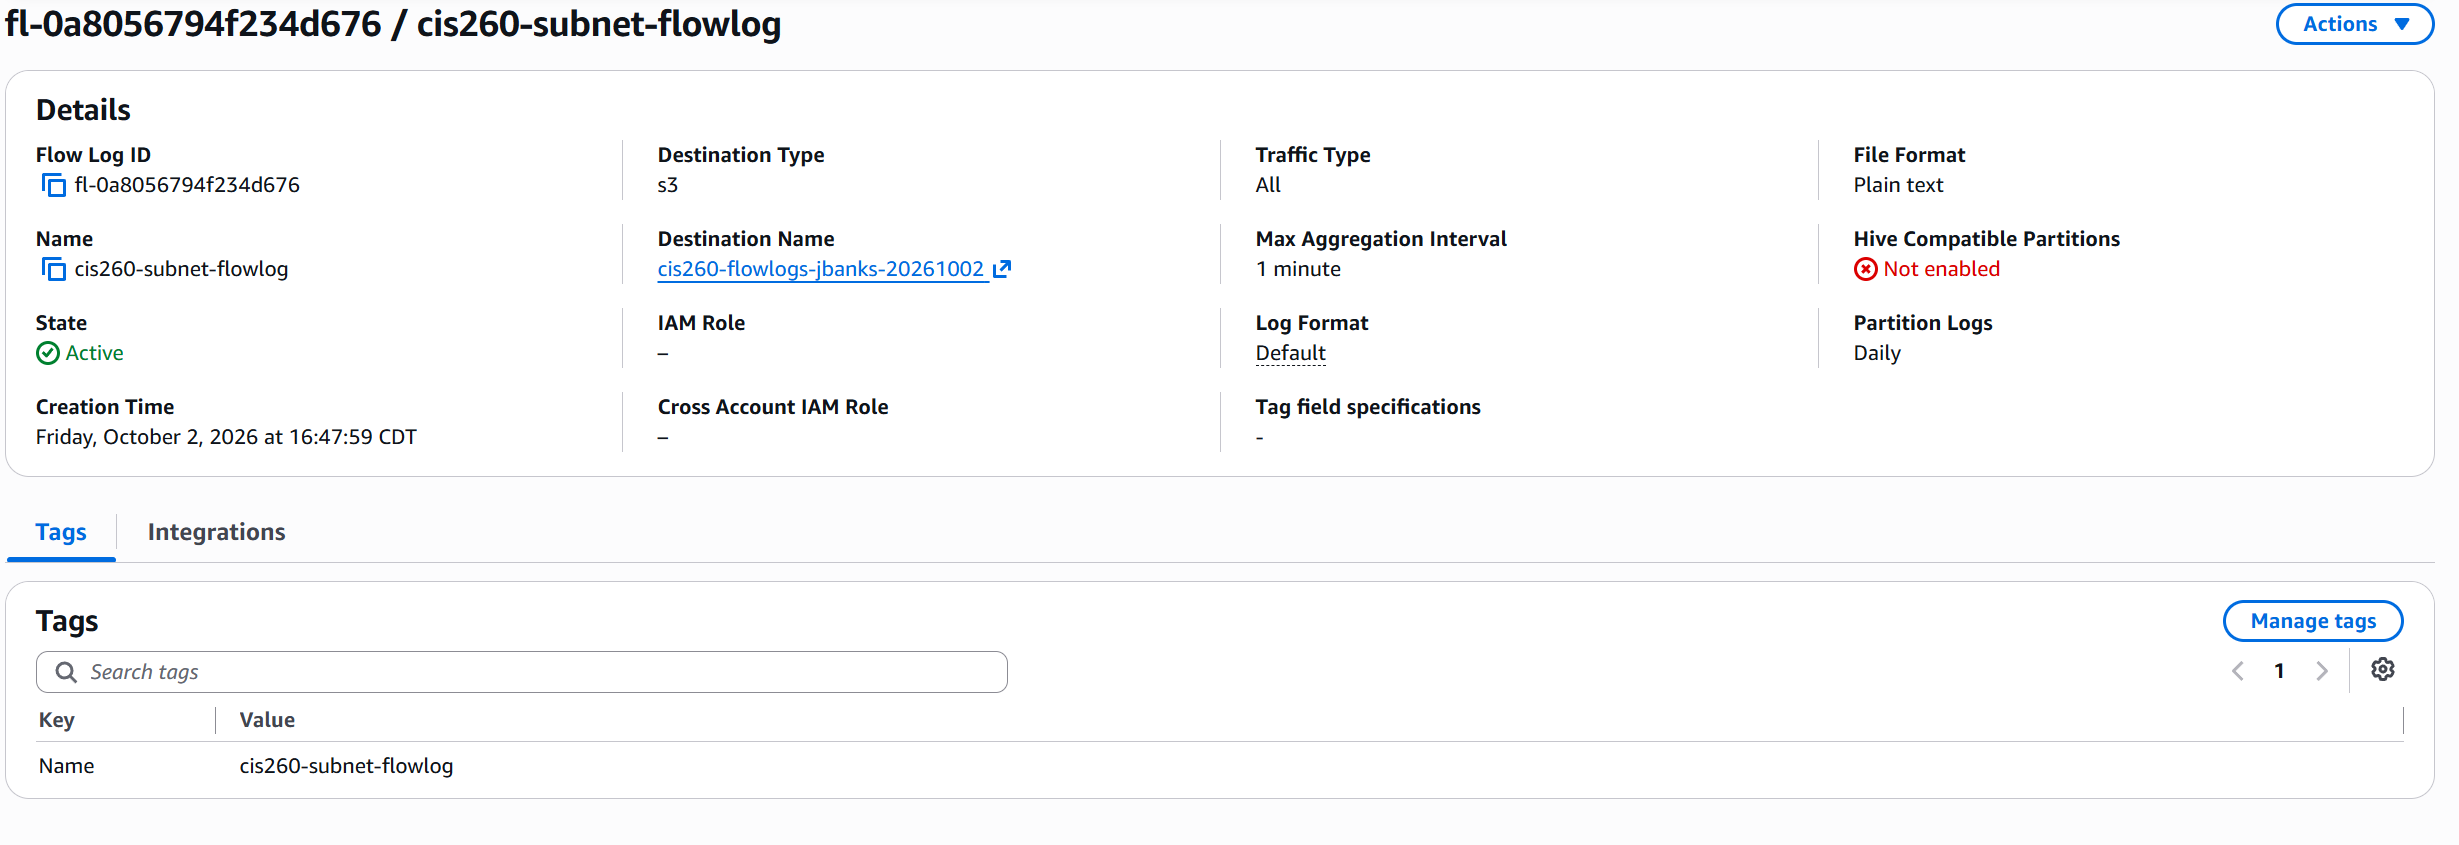 fl-0a8056794f234d676 / cis260-subnet-flowlog
Actions
Details
Flow Log ID
fl-0a8056794f234d676
Destination Type
s3
Traffic Type
All
File Format
Plain text
Name
cis260-subnet-flowlog
Destination Name
cis260-flowlogs-jbanks-20261002
Max Aggregation Interval
1 minute
Hive Compatible Partitions
Not enabled
State
Active
IAM Role
–
Log Format
Default
Partition Logs
Daily
Creation Time
Friday, October 2, 2026 at 16:47:59 CDT
Cross Account IAM Role
–
Tag field specifications
-
Tags
Integrations
Tags
Manage tags
Search tags
1
Key
Value
Name
cis260-subnet-flowlog